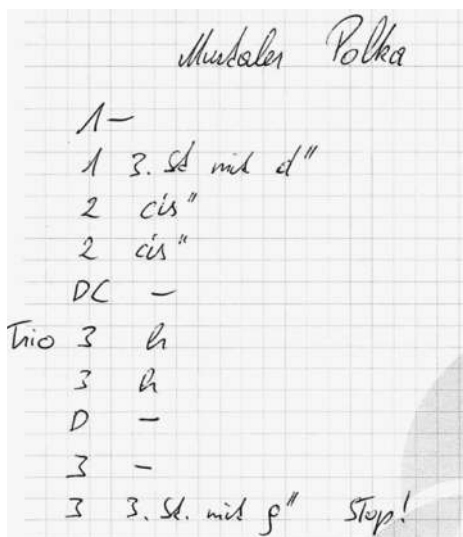 Murtaler Polka
1 –
1 3. St mit d"
2 cis"
2 cis"
DC –
Trio 3 h
3 h
D –
3 –
3 3. St. mit g" Stop!